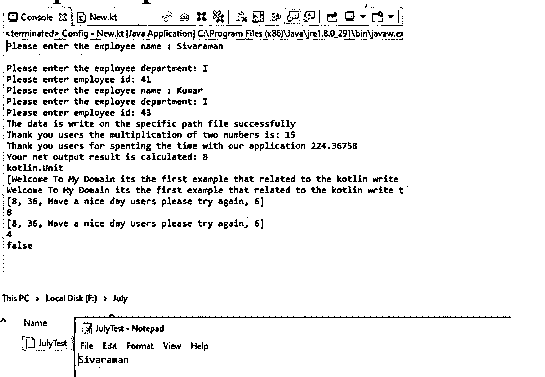 Console New.kt
<terminated> Config - New.kt [Java Application] C:\Program Files (x86)\Java\jre1.8.0_291\bin\javaw.ex
Please enter the employee name : Sivaraman
Please enter the employee department: I
Please enter employee id: 41
Please enter the employee name : Kumar
Please enter the employee department: I
Please enter employee id: 43
The data is write on the specific path file successfully
Thank you users the multiplication of two numbers is: 15
Thank you users for spenting the time with our application 224.36758
Your net output result is calculated: 8
kotlin.Unit
[Welcome To My Domain its the first example that related to the kotlin write
Welcome To My Domain its the first example that related to the kotlin write t
[8, 36, Have a nice day users please try again, 6]
8
[8, 36, Have a nice day users please try again, 6]
4
false
This PC > Local Disk (F:) > July
Name
JulyTest
JulyTest - Notepad
File Edit Format View Help
Sivaraman